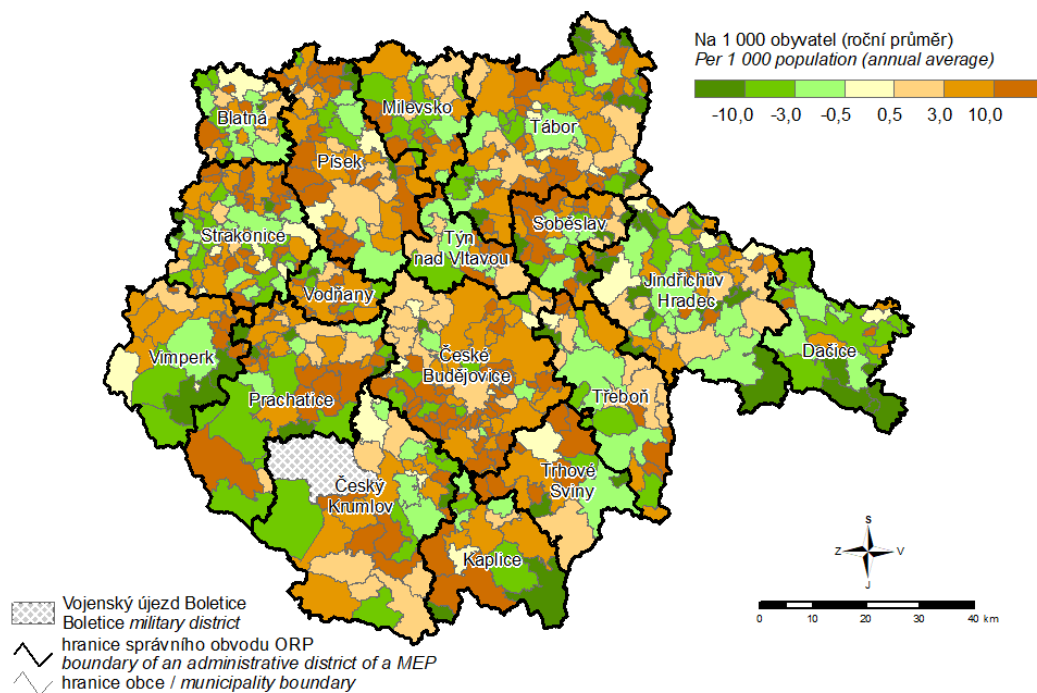 Na 1 000 obyvatel (roční průměr)
Per 1 000 population (annual average)
-10,0 -3,0 -0,5 0,5 3,0 10,0
Blatná
Milevsko
Tábor
Písek
Strakonice
Týn
nad Vltavou
Soběslav
Jindřichův
Hradec
Vodňany
Vimperk
České
Budějovice
Dačice
Prachatice
Třeboň
Český
Krumlov
Trhové
Sviny
Kaplice
S
Z V
J
0 10 20 30 40 km
Vojenský újezd Boletice
Boletice military district
hranice správního obvodu ORP
boundary of an administrative district of a MEP
hranice obce / municipality boundary